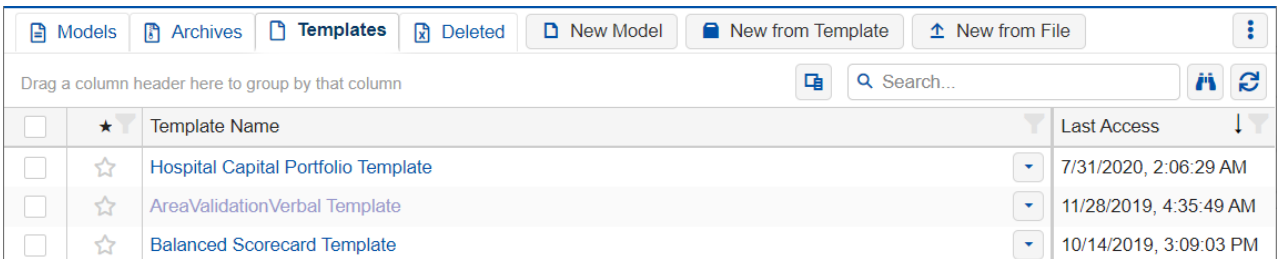 Models Archives Templates Deleted New Model New from Template New from File
Drag a column header here to group by that column Search...
★ Template Name Last Access ↓
Hospital Capital Portfolio Template 7/31/2020, 2:06:29 AM
AreaValidationVerbal Template 11/28/2019, 4:35:49 AM
Balanced Scorecard Template 10/14/2019, 3:09:03 PM